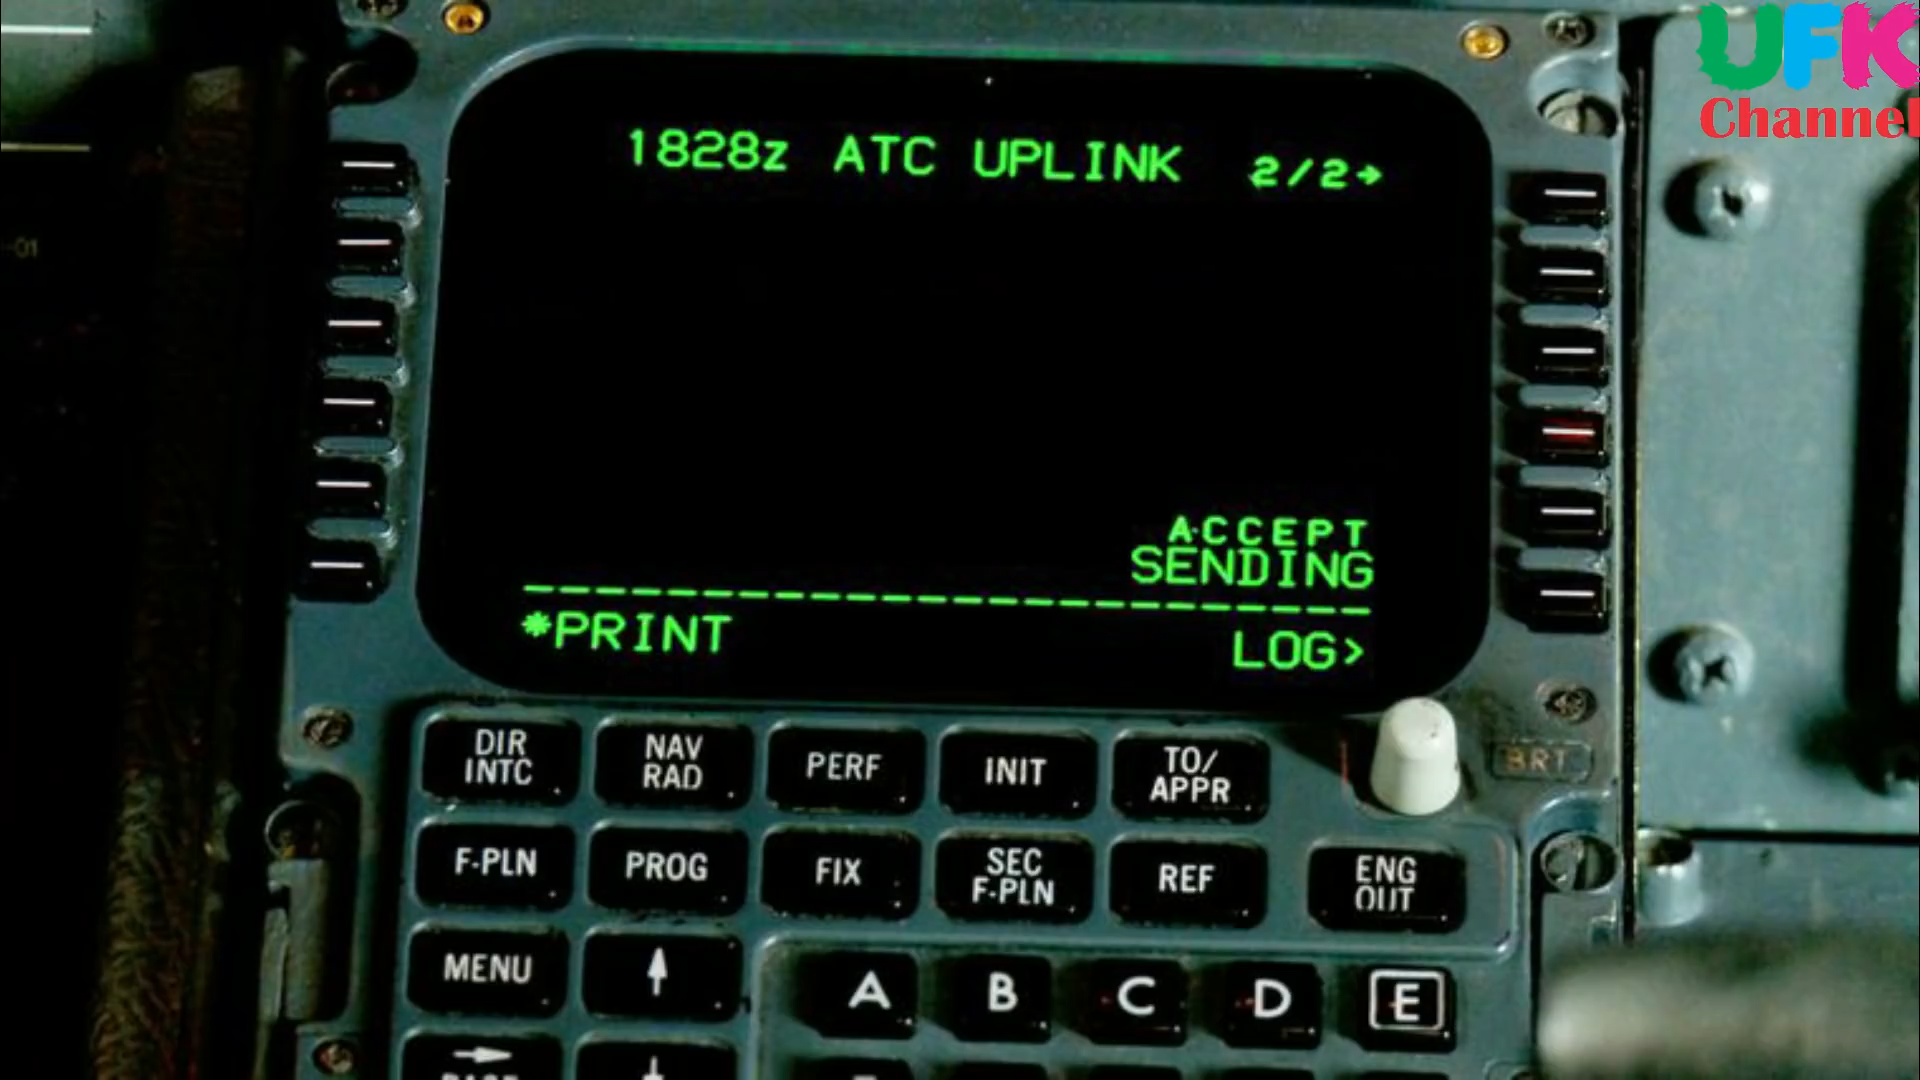 UFK
Channel
1828z ATC UPLINK 2/2→
-01
ACCEPT
SENDING
------------------------
*PRINT LOG>
DIR INTC
NAV RAD
PERF
INIT
TO/ APPR
BRT
F-PLN
PROG
FIX
SEC F-PLN
REF
ENG OUT
MENU
↑
A B C D E
→